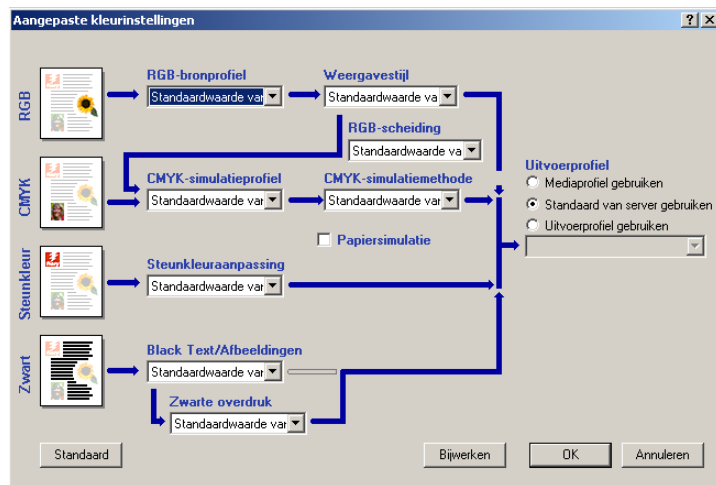 Aangepaste kleurinstellingen
RGB
RGB-bronprofiel
Standaardwaarde var
Weergavestijl
Standaardwaarde va
RGB-scheiding
Standaardwaarde va
CMYK
CMYK-simulatieprofiel
Standaardwaarde var
CMYK-simulatiemethode
Standaardwaarde var
Papiersimulatie
Uitvoerprofiel
Mediaprofiel gebruiken
Standaard van server gebruiken
Uitvoerprofiel gebruiken
Steunkleur
Steunkleuraanpassing
Standaardwaarde var
Zwart
Black Text/Afbeeldingen
Standaardwaarde var
Zwarte overdruk
Standaardwaarde var
Standaard
Bijwerken
OK
Annuleren